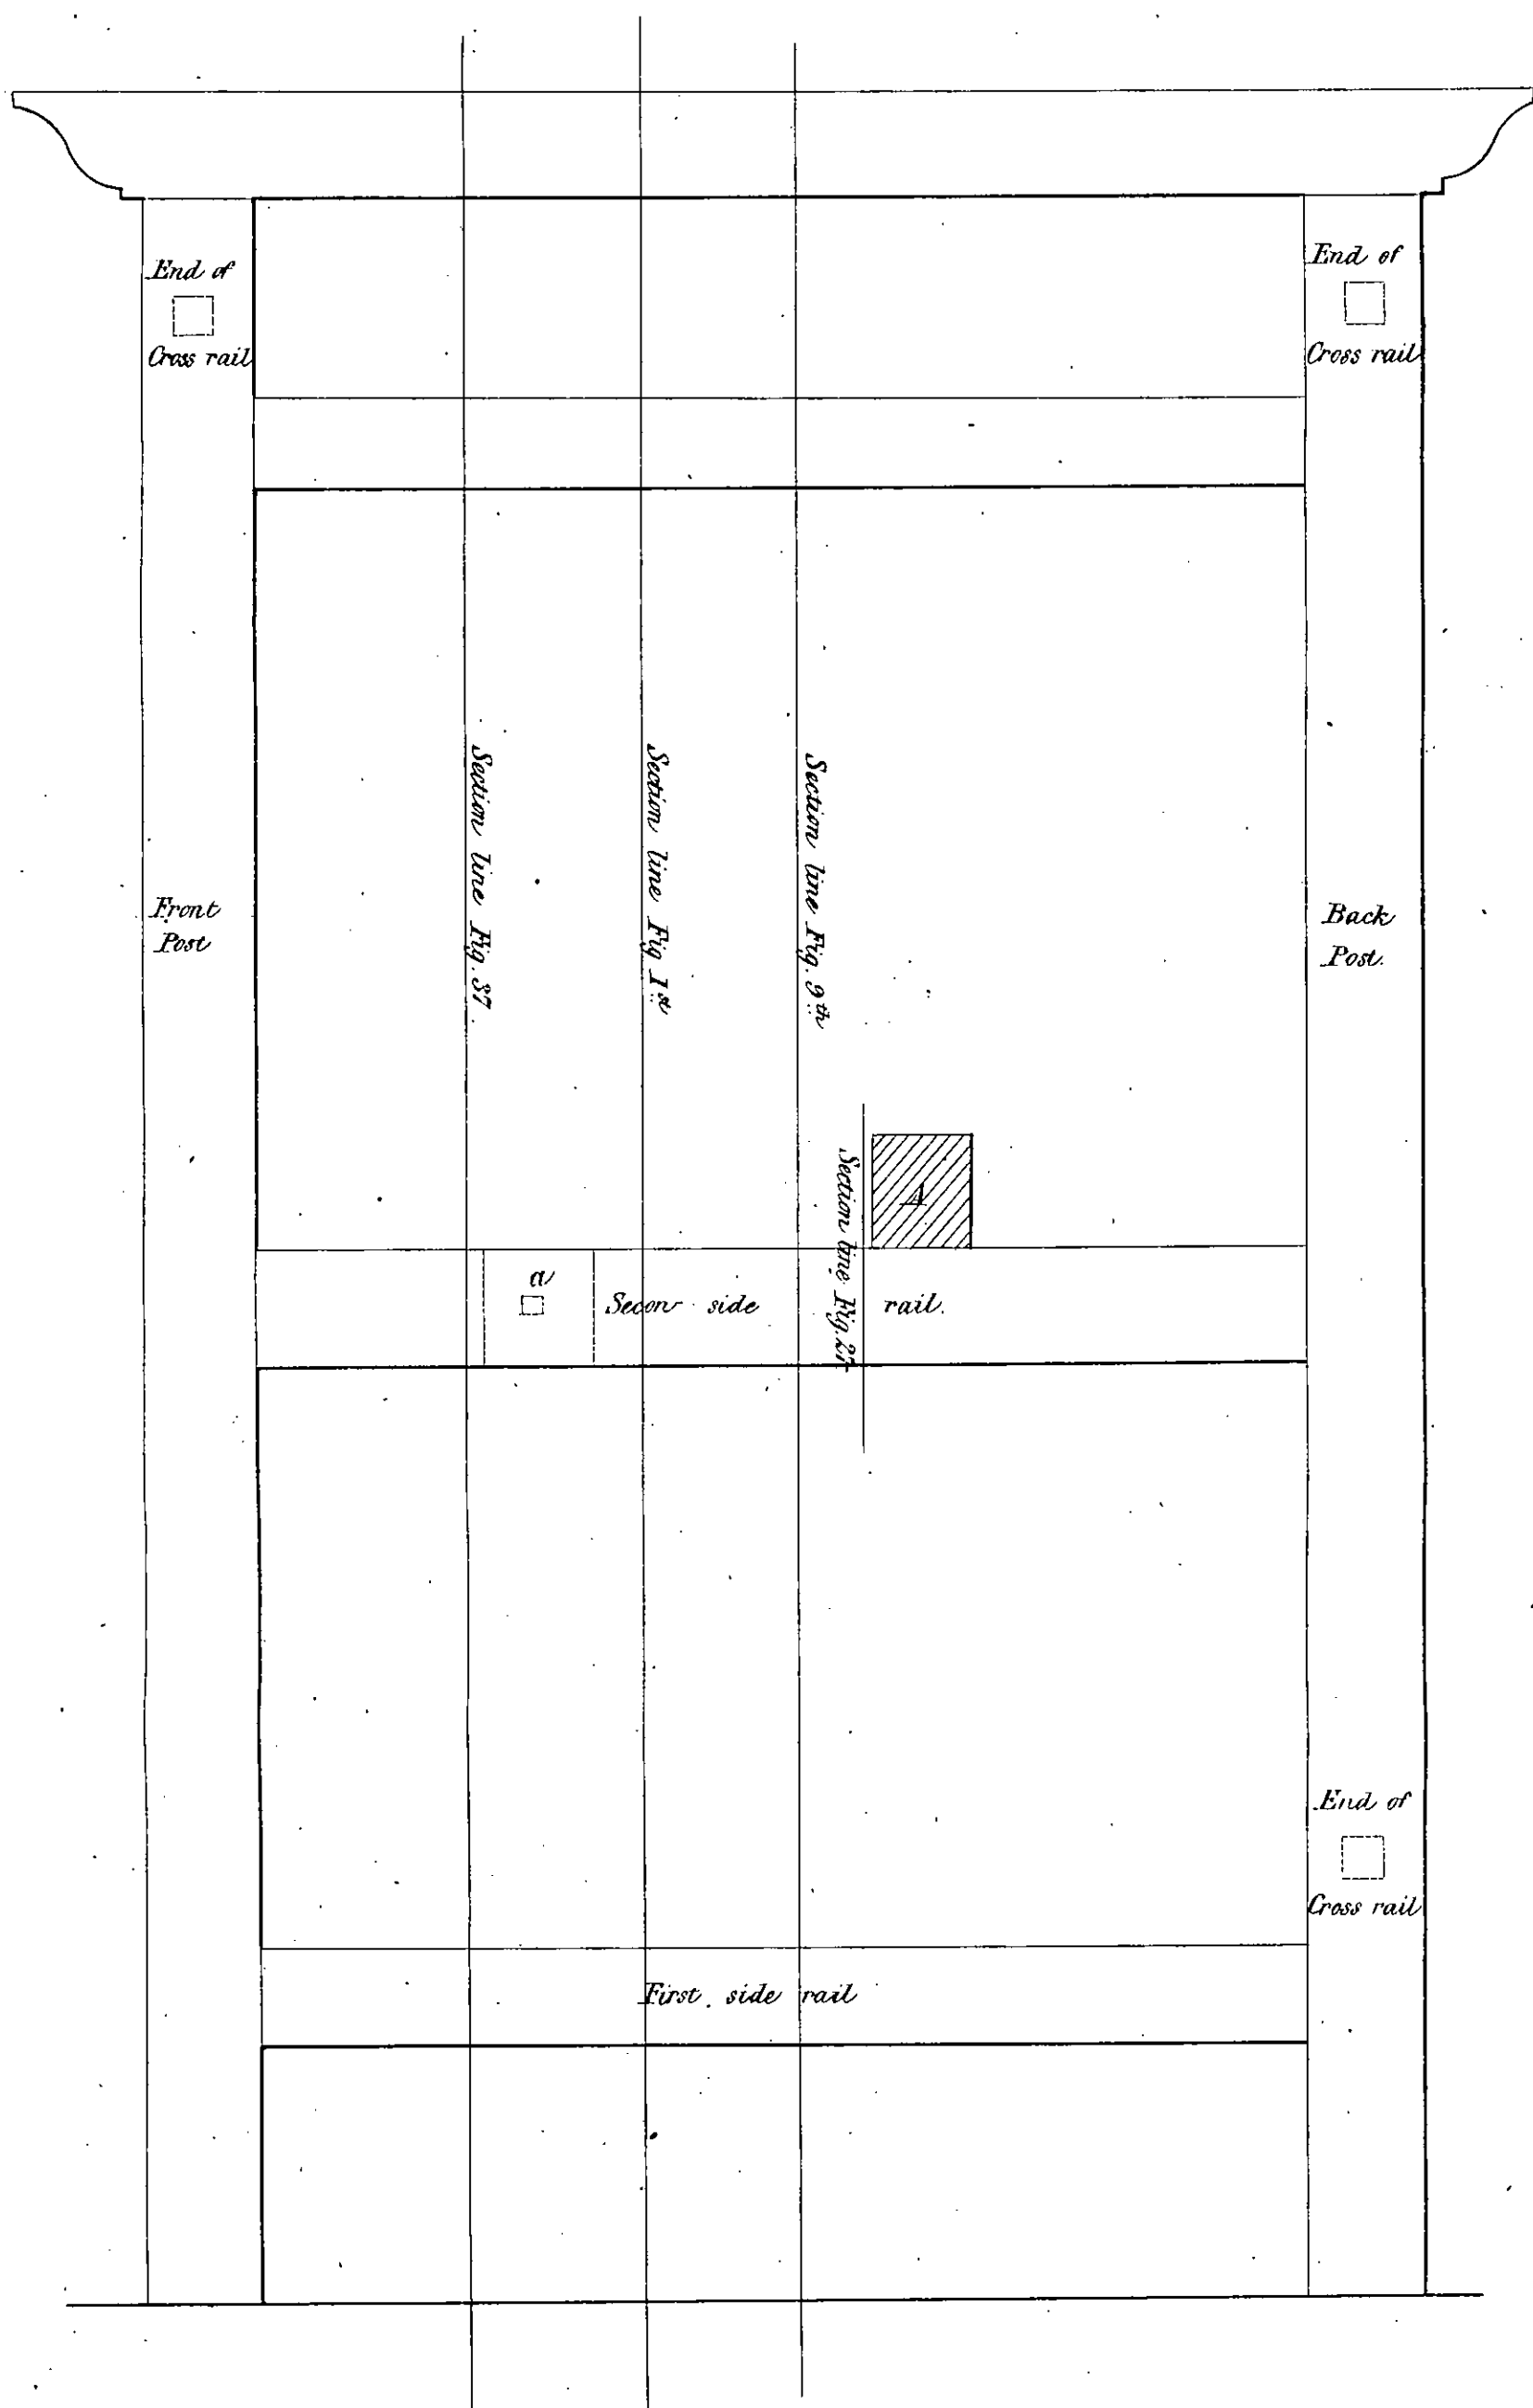 End of
Cross rail
End of
Cross rail
Section line Fig. 37.
Section line Fig 1st
Section line Fig. 9th
Front
Post
Back
Post.
Section line Fig. 27
A
a
Secon side rail.
End of
Cross rail
First side rail